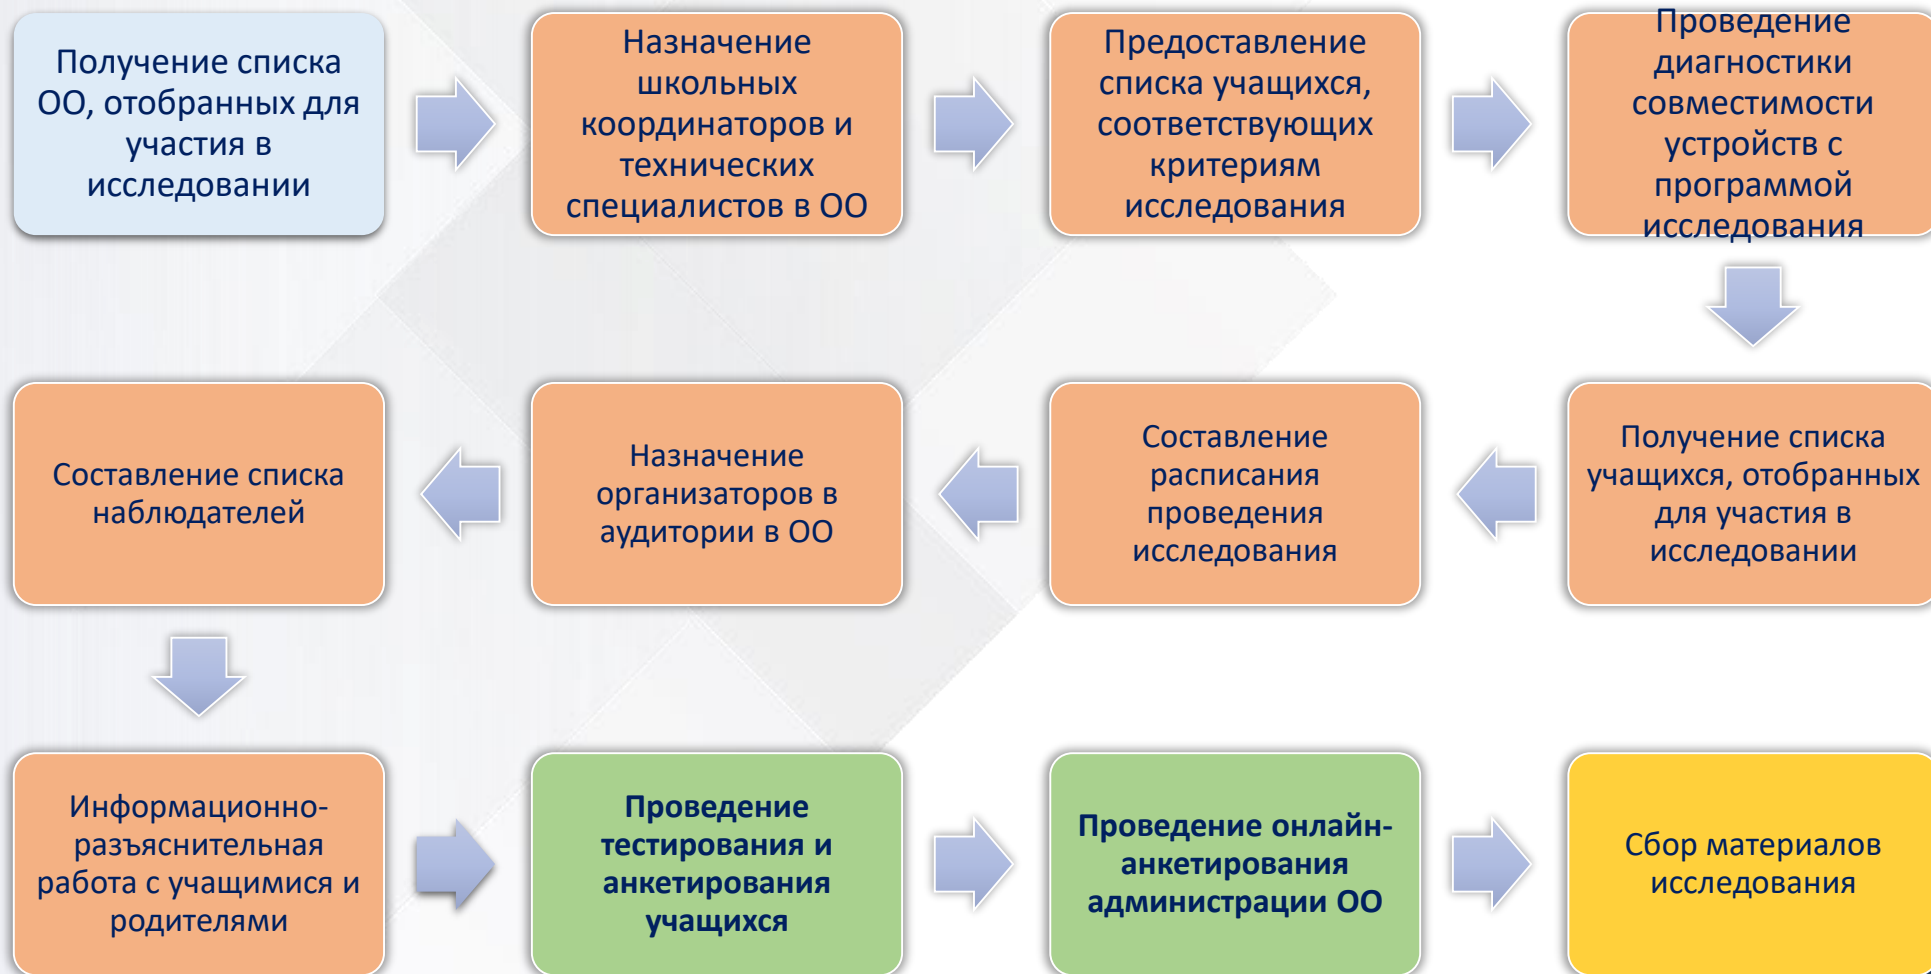 Получение списка
ОО, отобранных для
участия в
исследовании
Назначение
школьных
координаторов и
технических
специалистов в ОО
Предоставление
списка учащихся,
соответствующих
критериям
исследования
Проведение
диагностики
совместимости
устройств с
программой
исследования
Получение списка
учащихся, отобранных
для участия в
исследовании
Составление
расписания
проведения
исследования
Назначение
организаторов в
аудитории в ОО
Составление списка
наблюдателей
Информационно-
разъяснительная
работа с учащимися и
родителями
Проведение
тестирования и
анкетирования
учащихся
Проведение онлайн-
анкетирования
администрации ОО
Сбор материалов
исследования